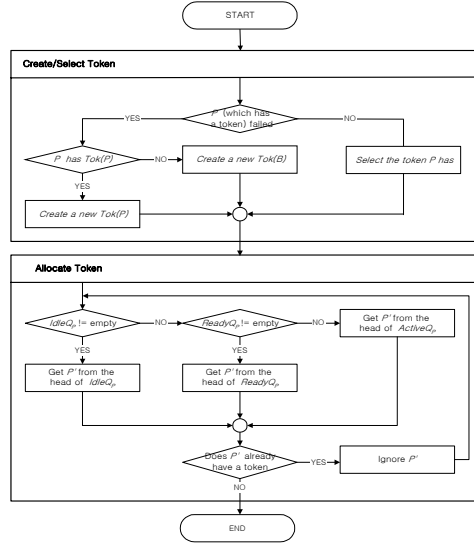 START
Create/Select Token
P' (which has
a token) failed
YES
NO
P has Tok(P)
NO
Create a new Tok(B)
Select the token P has
YES
Create a new Tok(P)
Allocate Token
IdleQP != empty
NO
ReadyQP != empty
NO
Get P' from the
head of ActiveQP
YES
YES
Get P' from the
head of IdleQP
Get P' from the
head of ReadyQP
Does P' already
have a token
YES
Ignore P'
NO
END